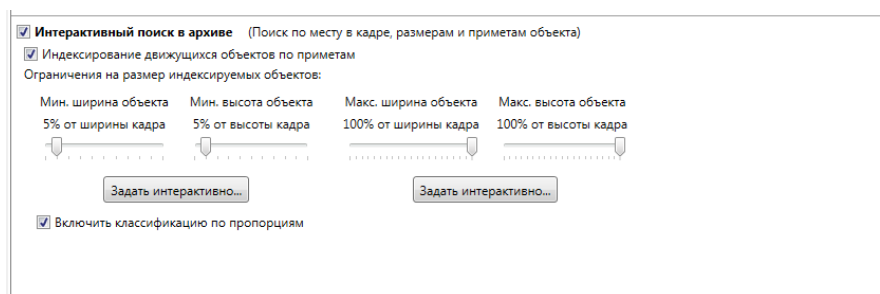 Интерактивный поиск в архиве (Поиск по месту в кадре, размерам и приметам объекта)
Индексирование движущихся объектов по приметам
Ограничения на размер индексируемых объектов:
Мин. ширина объекта Мин. высота объекта Макс. ширина объекта Макс. высота объекта
5% от ширины кадра 5% от высоты кадра 100% от ширины кадра 100% от высоты кадра
Задать интерактивно... Задать интерактивно...
Включить классификацию по пропорциям